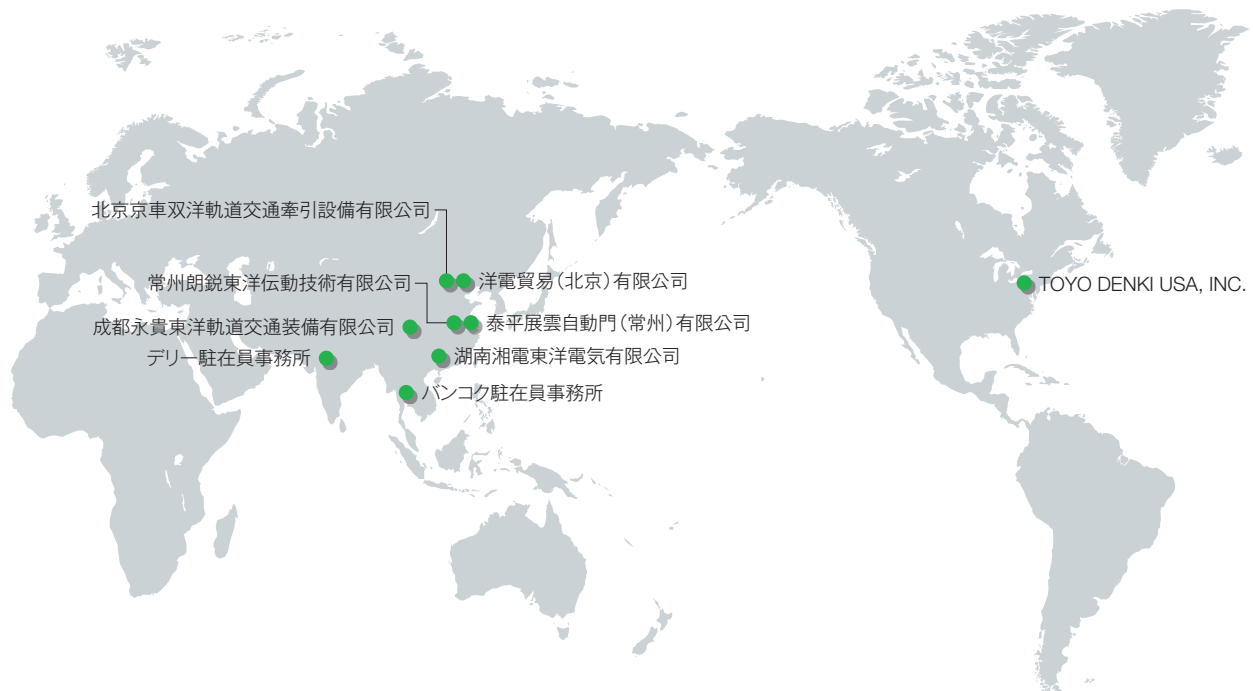 北京京車双洋軌道交通牽引設備有限公司
常州朗鋭東洋伝動技術有限公司
洋電貿易(北京)有限公司
TOYO DENKI USA, INC.
成都永貴東洋軌道交通装備有限公司
泰平展雲自動門(常州)有限公司
デリー駐在員事務所
湖南湘電東洋電気有限公司
バンコク駐在員事務所